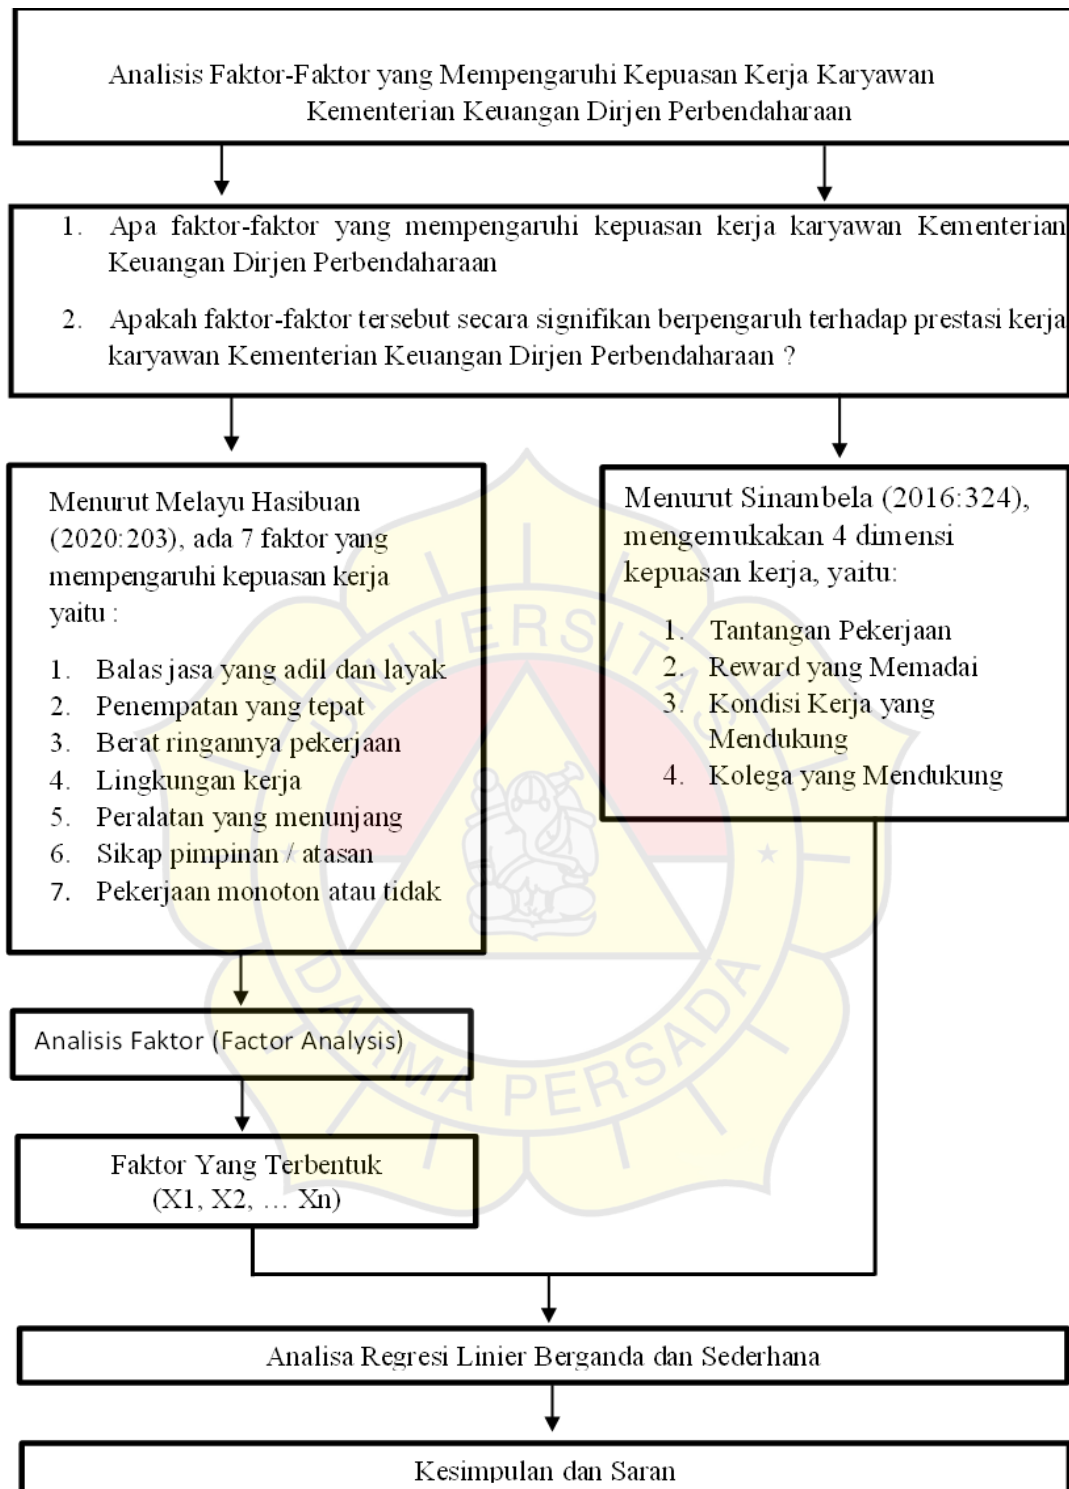 Analisis Faktor-Faktor yang Mempengaruhi Kepuasan Kerja Karyawan
Kementerian Keuangan Dirjen Perbendaharaan
1. Apa faktor-faktor yang mempengaruhi kepuasan kerja karyawan Kementerian
Keuangan Dirjen Perbendaharaan
2. Apakah faktor-faktor tersebut secara signifikan berpengaruh terhadap prestasi kerja
karyawan Kementerian Keuangan Dirjen Perbendaharaan ?
Menurut Melayu Hasibuan
(2020:203), ada 7 faktor yang
mempengaruhi kepuasan kerja
yaitu :
1. Balas jasa yang adil dan layak
2. Penempatan yang tepat
3. Berat ringannya pekerjaan
4. Lingkungan kerja
5. Peralatan yang menunjang
6. Sikap pimpinan / atasan
7. Pekerjaan monoton atau tidak
Menurut Sinambela (2016:324),
mengemukakan 4 dimensi
kepuasan kerja, yaitu:
1. Tantangan Pekerjaan
2. Reward yang Memadai
3. Kondisi Kerja yang
Mendukung
4. Kolega yang Mendukung
UNIVERSITAS
DARMA PERSADA
Analisis Faktor (Factor Analysis)
Faktor Yang Terbentuk
(X1, X2, … Xn)
Analisa Regresi Linier Berganda dan Sederhana
Kesimpulan dan Saran